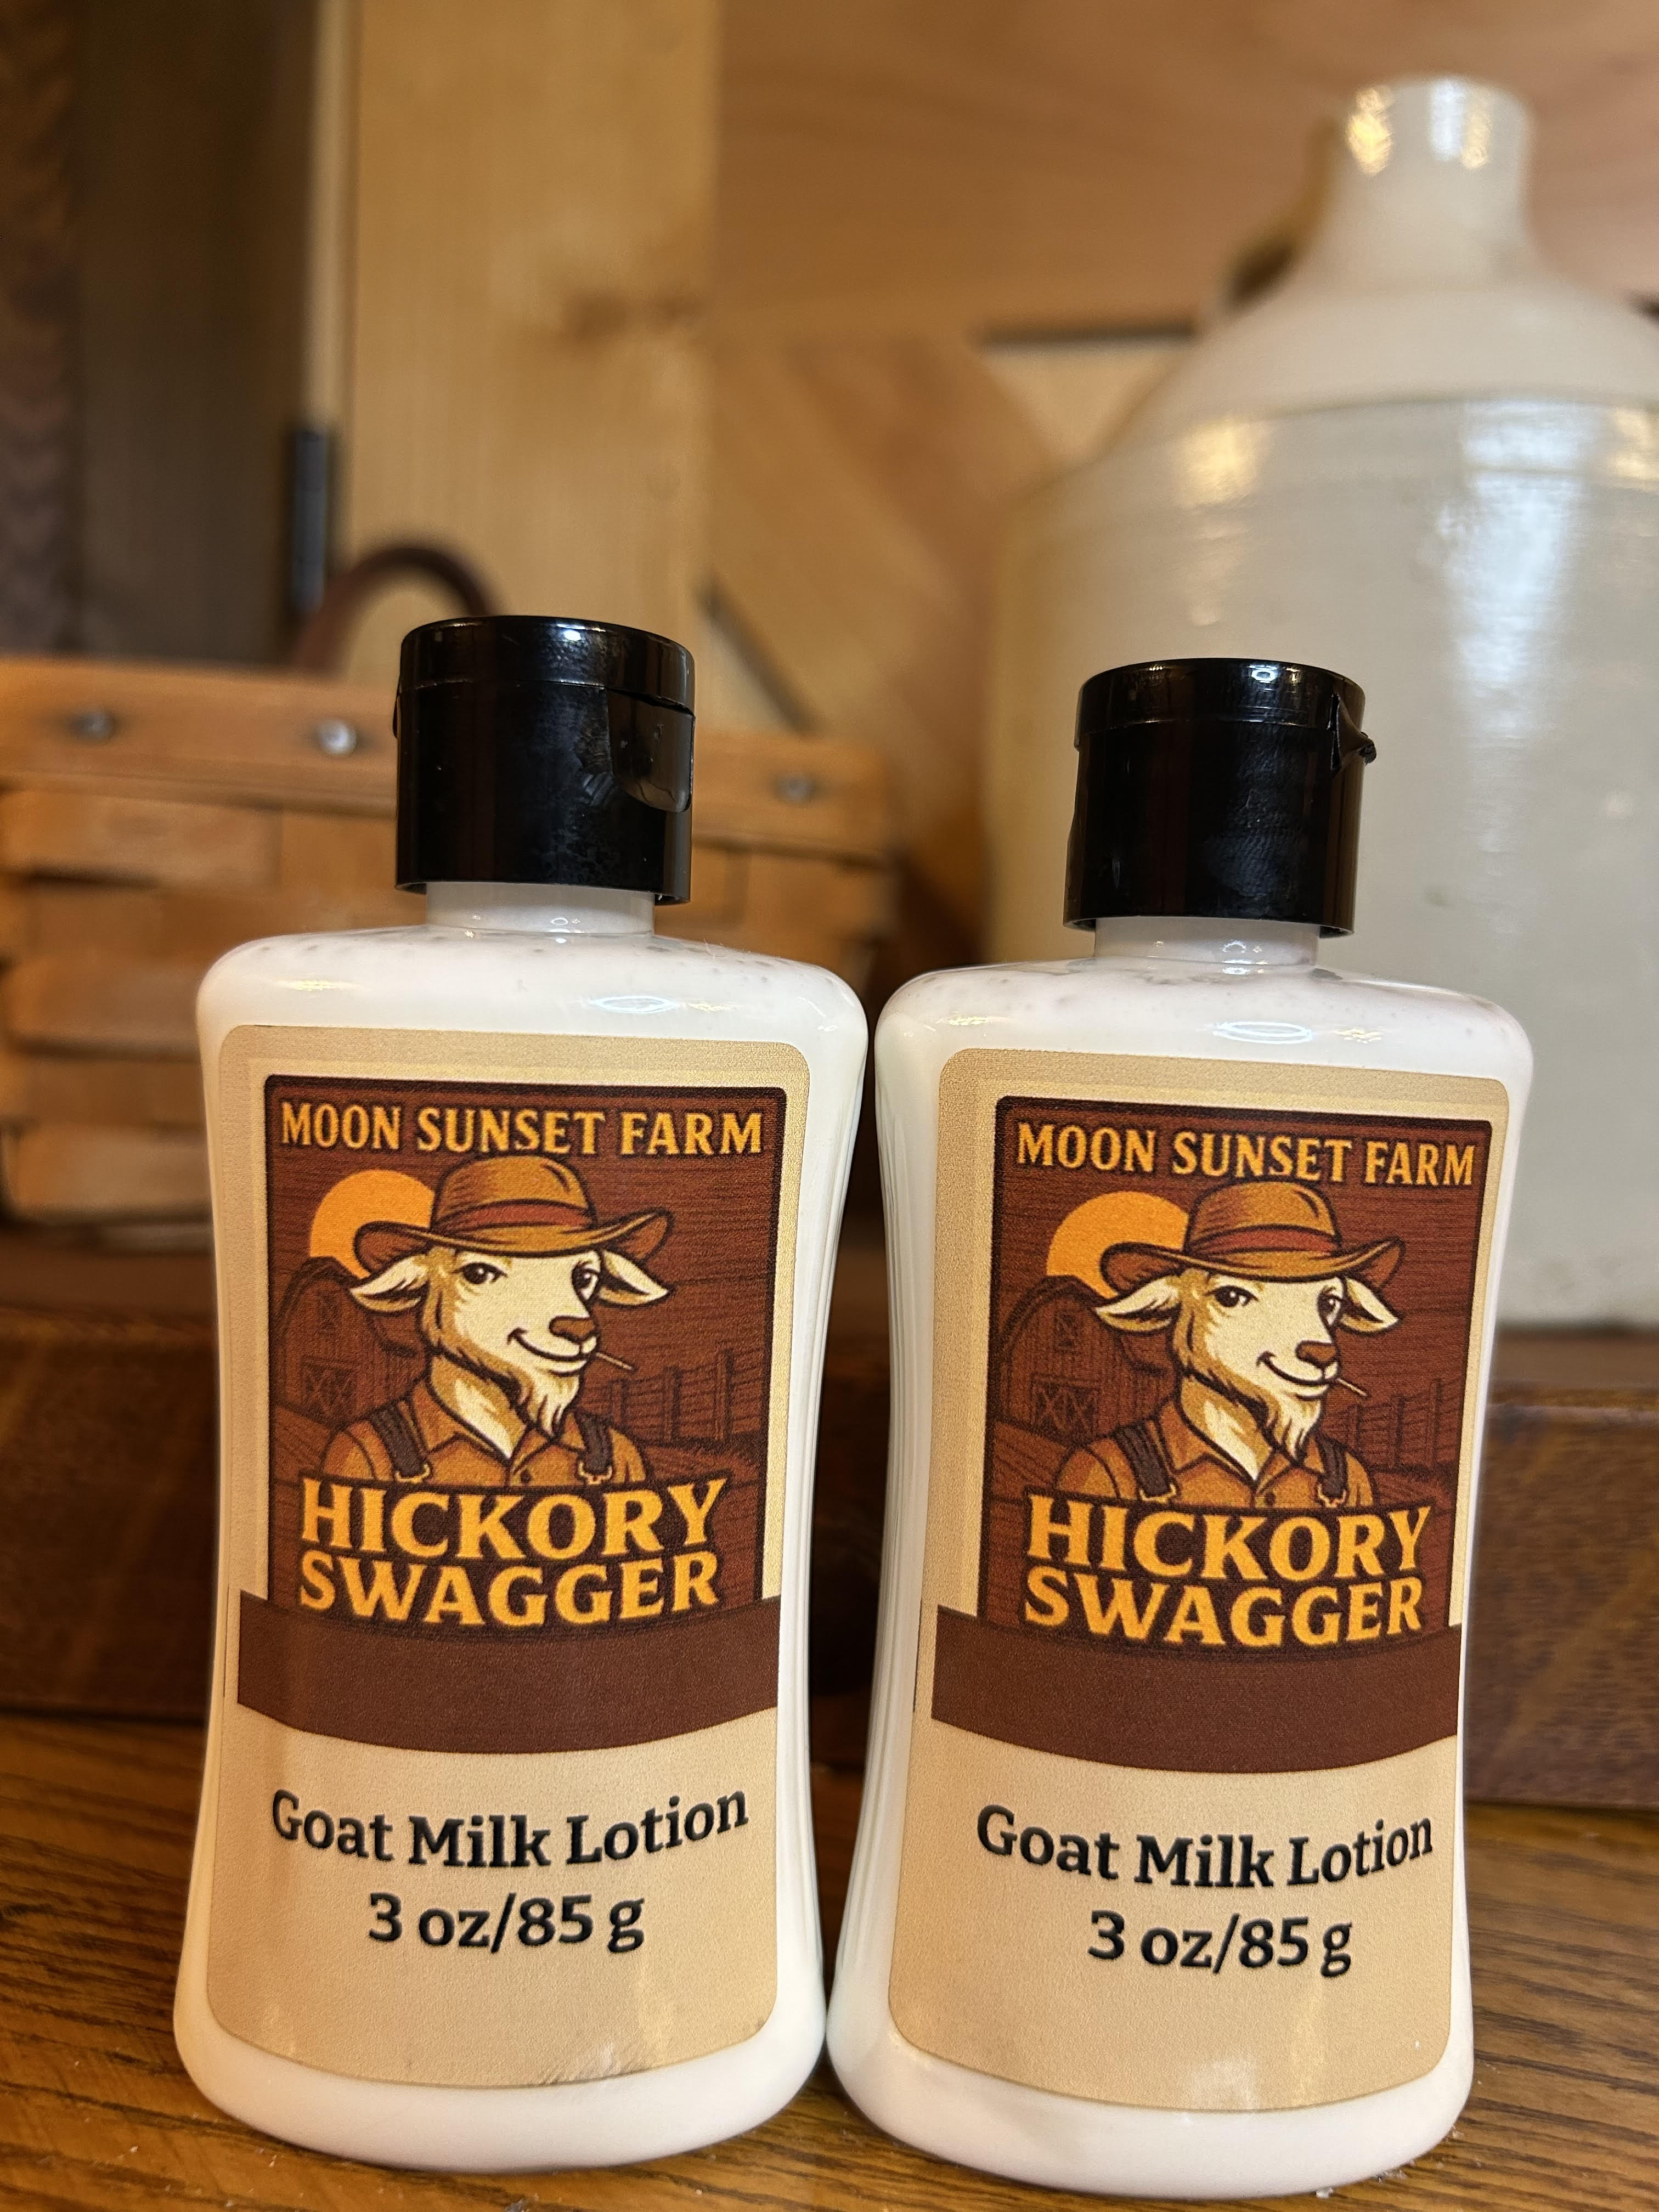 MOON SUNSET FARM
HICKORY
SWAGGER
Goat Milk Lotion
3 oz/85 g
MOON SUNSET FARM
HICKORY
SWAGGER
Goat Milk Lotion
3 oz/85 g